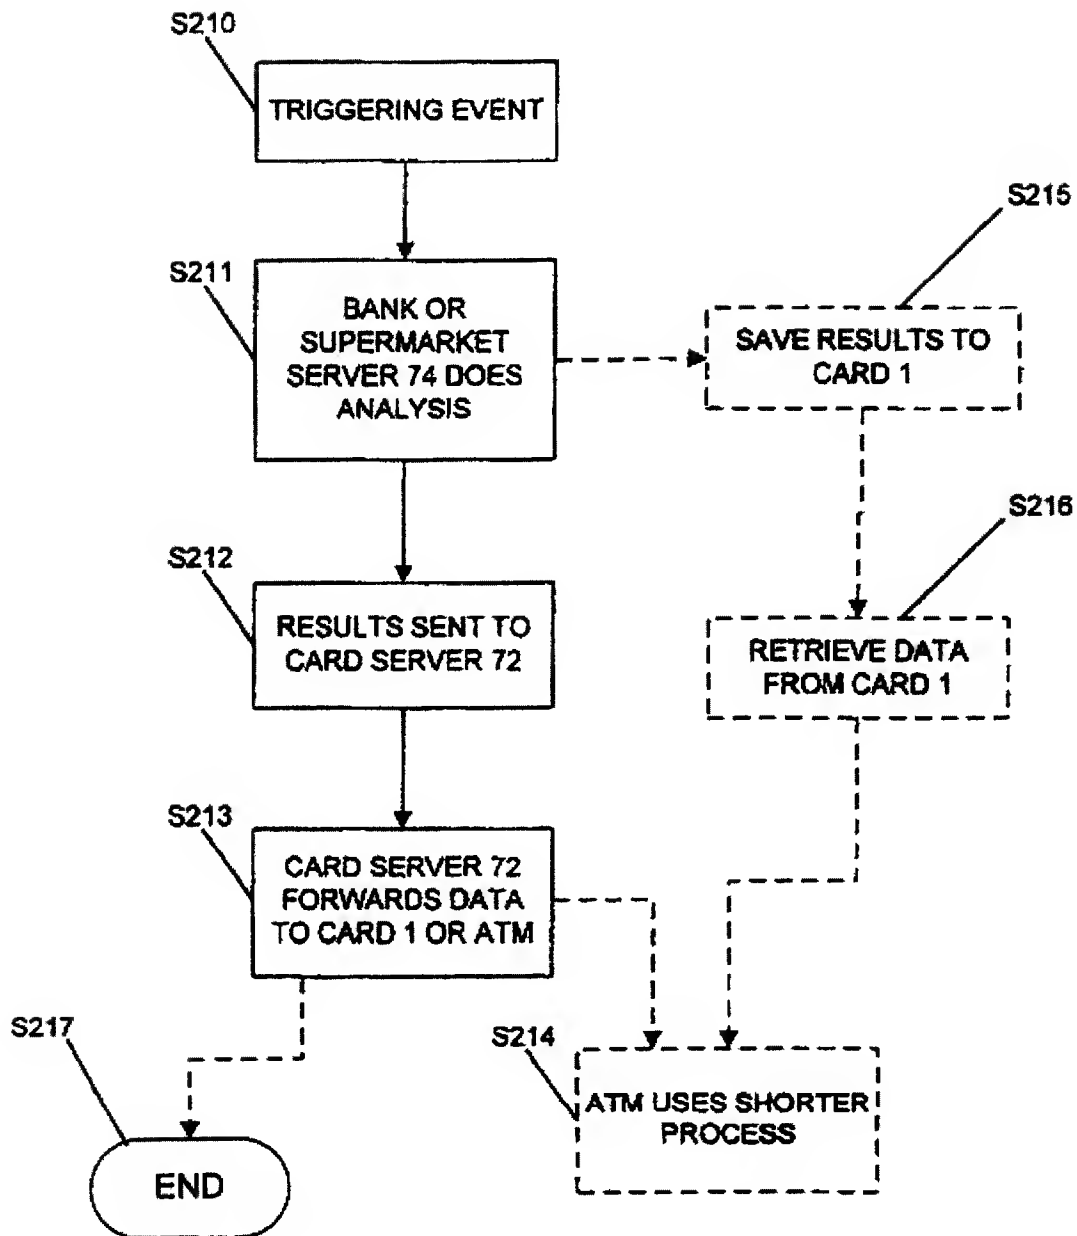 S210
TRIGGERING EVENT
S211
BANK OR
SUPERMARKET
SERVER 74 DOES
ANALYSIS
S215
SAVE RESULTS TO
CARD 1
S216
RETRIEVE DATA
FROM CARD 1
S212
RESULTS SENT TO
CARD SERVER 72
S213
CARD SERVER 72
FORWARDS DATA
TO CARD 1 OR ATM
S214
ATM USES SHORTER
PROCESS
S217
END